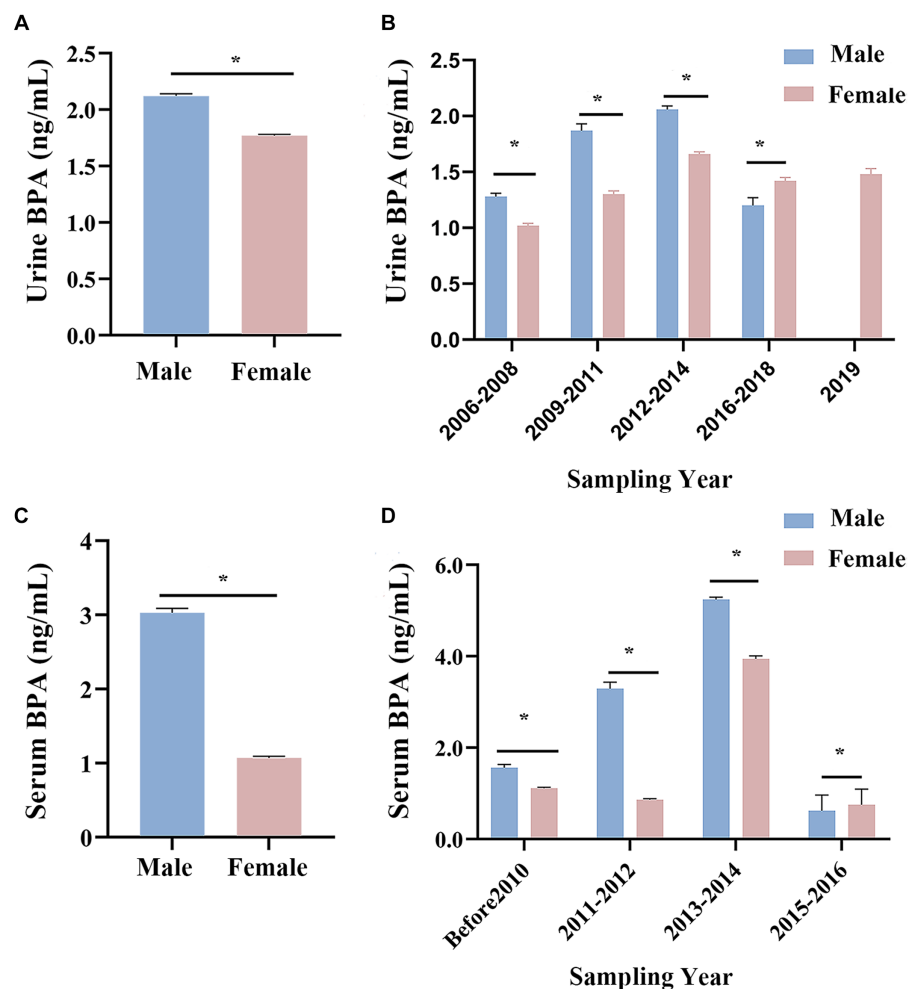 A
Urine BPA (ng/mL)
2.5
2.0
1.5
1.0
0.5
0.0
*
Male
Female
B
Urine BPA (ng/mL)
2.5
2.0
1.5
1.0
0.5
0.0
*
*
*
*
Male
Female
2006-2008
2009-2011
2012-2014
2016-2018
2019
Sampling Year
C
Serum BPA (ng/mL)
4
3
2
1
0
*
Male
Female
D
Serum BPA (ng/mL)
6.0
4.0
2.0
0.0
*
*
*
*
Male
Female
Before2010
2011-2012
2013-2014
2015-2016
Sampling Year